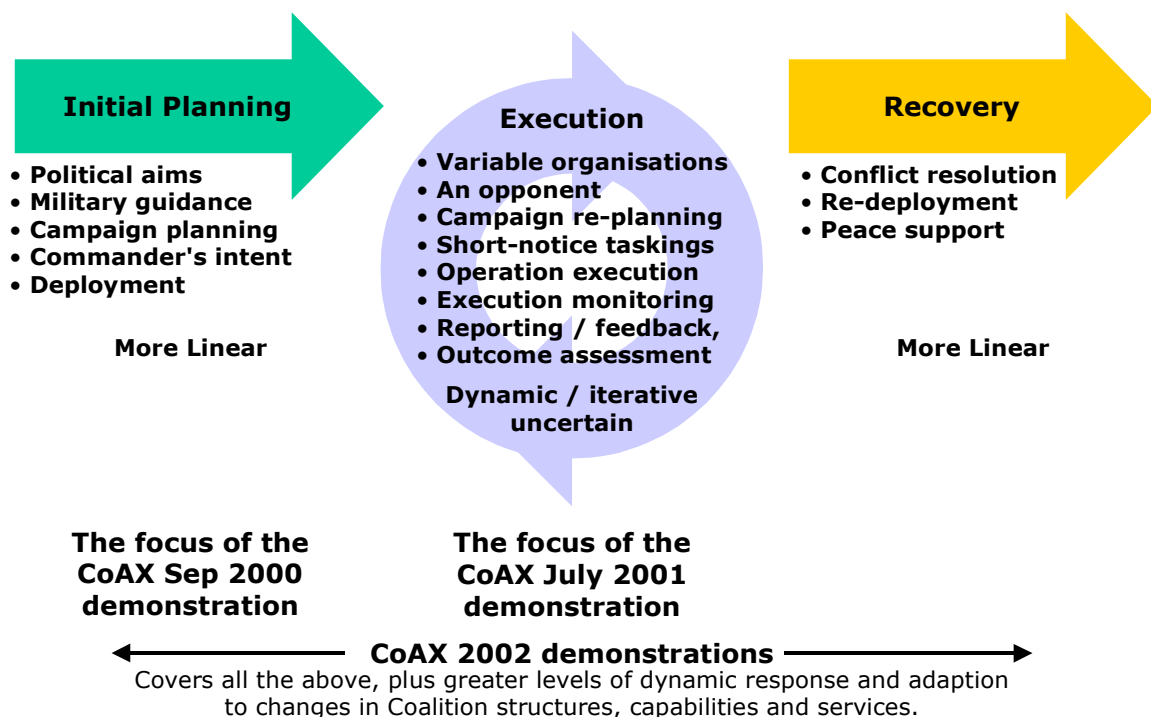 Initial Planning
• Political aims
• Military guidance
• Campaign planning
• Commander's intent
• Deployment
More Linear
Execution
• Variable organisations
• An opponent
• Campaign re-planning
• Short-notice taskings
• Operation execution
• Execution monitoring
• Reporting / feedback,
• Outcome assessment
Dynamic / iterative
uncertain
Recovery
• Conflict resolution
• Re-deployment
• Peace support
More Linear
The focus of the
CoAX Sep 2000
demonstration
The focus of the
CoAX July 2001
demonstration
CoAX 2002 demonstrations
Covers all the above, plus greater levels of dynamic response and adaption
to changes in Coalition structures, capabilities and services.